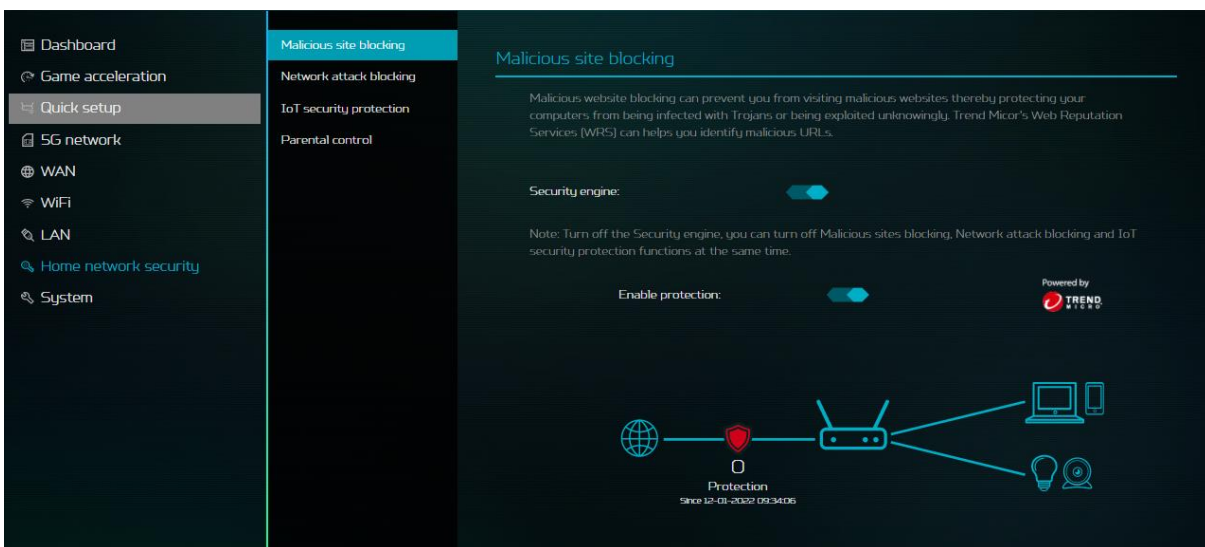 Dashboard
Game acceleration
Quick setup
5G network
WAN
WiFi
LAN
Home network security
System
Malicious site blocking
Network attack blocking
IoT security protection
Parental control
Malicious site blocking
Malicious website blocking can prevent you from visiting malicious websites thereby protecting your
computers from being infected with Trojans or being exploited unknowingly. Trend Micor's Web Reputation
Services (WRS) can helps you identify malicious URLs.
Security engine:
Note: Turn off the Security engine, you can turn off Malicious sites blocking, Network attack blocking and IoT
security protection functions at the same time.
Enable protection:
Powered by
TREND
MICRO
0
Protection
Since 12-01-2022 09:34:06